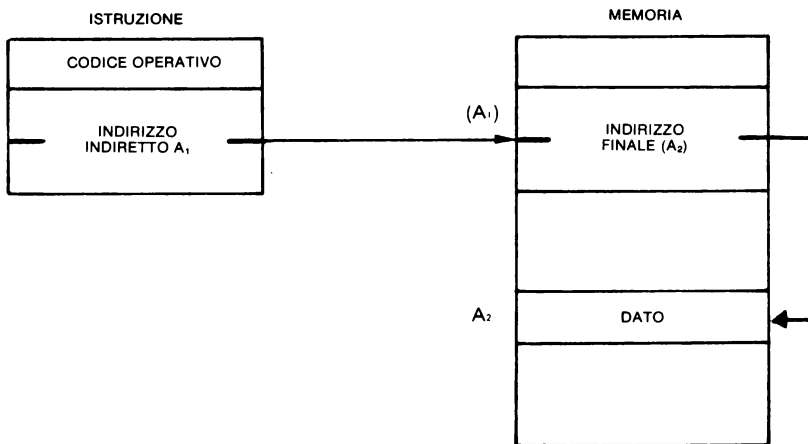 ISTRUZIONE
CODICE OPERATIVO
INDIRIZZO
INDIRETTO A₁
MEMORIA
(A₁)
INDIRIZZO
FINALE (A₂)
A₂
DATO